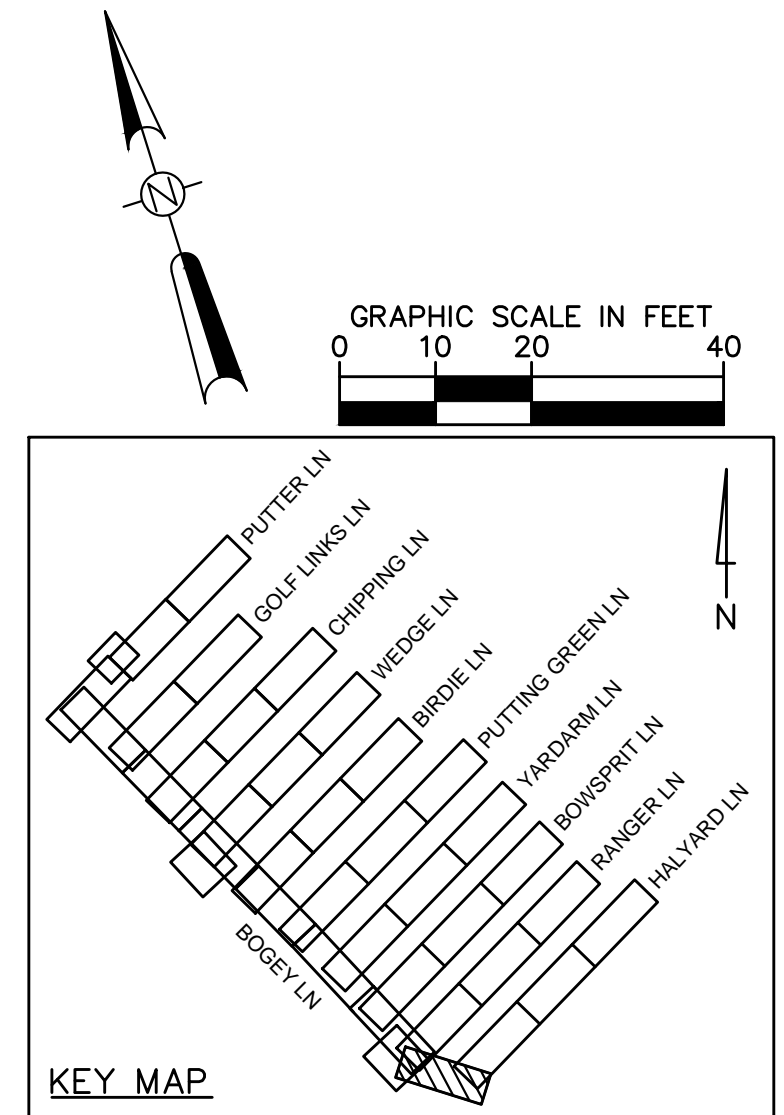 N
GRAPHIC SCALE IN FEET
0 10 20 40
PUTTER LN
GOLF LINKS LN
CHIPPING LN
WEDGE LN
BIRDIE LN
PUTTING GREEN LN
YARDARM LN
BOWSPRIT LN
RANGER LN
HALYARD LN
N
BOGEY LN
KEY MAP